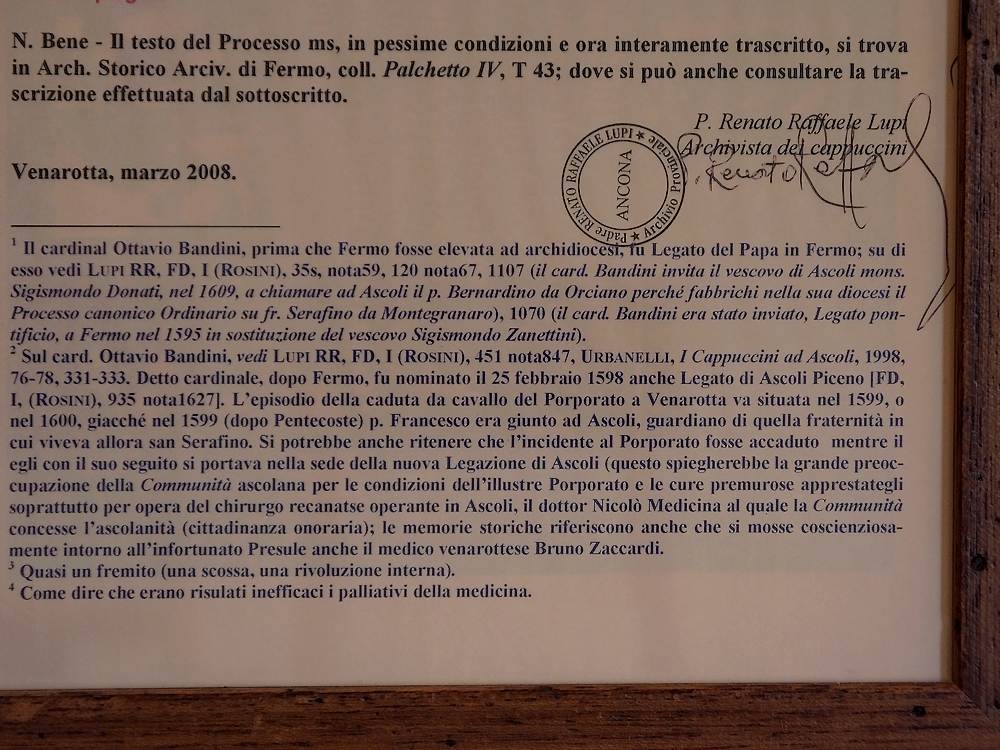 N. Bene - Il testo del Processo ms, in pessime condizioni e ora interamente trascritto, si trova
in Arch. Storico Arciv. di Fermo, coll. Palchetto IV, T 43; dove si può anche consultare la tra-
scrizione effettuata dal sottoscritto.
P. Renato Raffaele Lupi
Archivista dei cappuccini
Padre RENATO RAFFAELE LUPI ★ Archivio Provinciale ★
ANCONA
P. Renato Raffaele
Venarotta, marzo 2008.
1 Il cardinal Ottavio Bandini, prima che Fermo fosse elevata ad archidiocesi, fu Legato del Papa in Fermo; su di
esso vedi LUPI RR, FD, I (ROSINI), 35s, nota59, 120 nota67, 1107 (il card. Bandini invita il vescovo di Ascoli mons.
Sigismondo Donati, nel 1609, a chiamare ad Ascoli il p. Bernardino da Orciano perché fabbrichi nella sua diocesi il
Processo canonico Ordinario su fr. Serafino da Montegranaro), 1070 (il card. Bandini era stato inviato, Legato pon-
tificio, a Fermo nel 1595 in sostituzione del vescovo Sigismondo Zanettini).
2 Sul card. Ottavio Bandini, vedi LUPI RR, FD, I (ROSINI), 451 nota847, URBANELLI, I Cappuccini ad Ascoli, 1998,
76-78, 331-333. Detto cardinale, dopo Fermo, fu nominato il 25 febbraio 1598 anche Legato di Ascoli Piceno [FD,
I, (ROSINI), 935 nota1627]. L'episodio della caduta da cavallo del Porporato a Venarotta va situata nel 1599, o
nel 1600, giacché nel 1599 (dopo Pentecoste) p. Francesco era giunto ad Ascoli, guardiano di quella fraternità in
cui viveva allora san Serafino. Si potrebbe anche ritenere che l'incidente al Porporato fosse accaduto mentre il
egli con il suo seguito si portava nella sede della nuova Legazione di Ascoli (questo spiegherebbe la grande preoc-
cupazione della Communità ascolana per le condizioni dell'illustre Porporato e le cure premurose apprestategli
soprattutto per opera del chirurgo recanatse operante in Ascoli, il dottor Nicolò Medicina al quale la Communità
concesse l'ascolanità (cittadinanza onoraria); le memorie storiche riferiscono anche che si mosse coscienziosa-
mente intorno all'infortunato Presule anche il medico venarottese Bruno Zaccardi.
3 Quasi un fremito (una scossa, una rivoluzione interna).
4 Come dire che erano risulati inefficaci i palliativi della medicina.